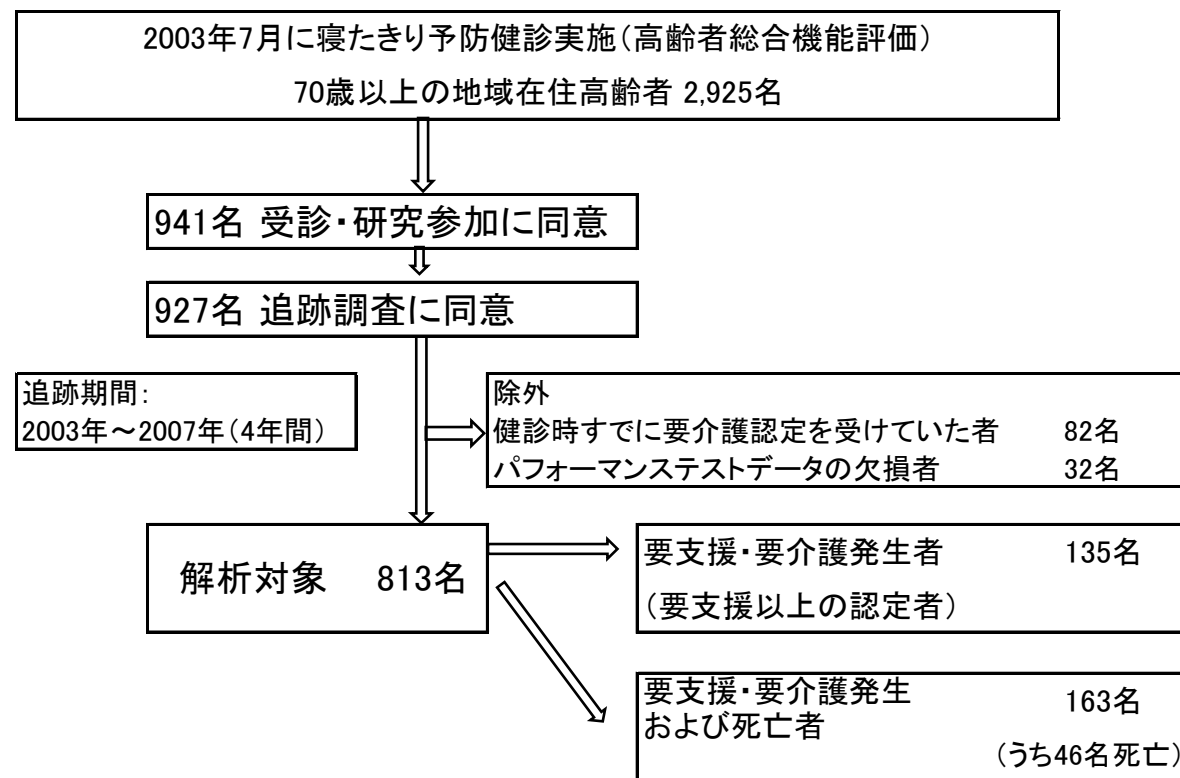 2003年7月に寝たきり予防健診実施(高齢者総合機能評価)
70歳以上の地域在住高齢者 2,925名
941名 受診・研究参加に同意
927名 追跡調査に同意
追跡期間:
2003年~2007年(4年間)
除外
健診時すでに要介護認定を受けていた者 82名
パフォーマンステストデータの欠損者 32名
解析対象 813名
要支援・要介護発生者 135名
(要支援以上の認定者)
要支援・要介護発生 163名
および死亡者
(うち46名死亡)